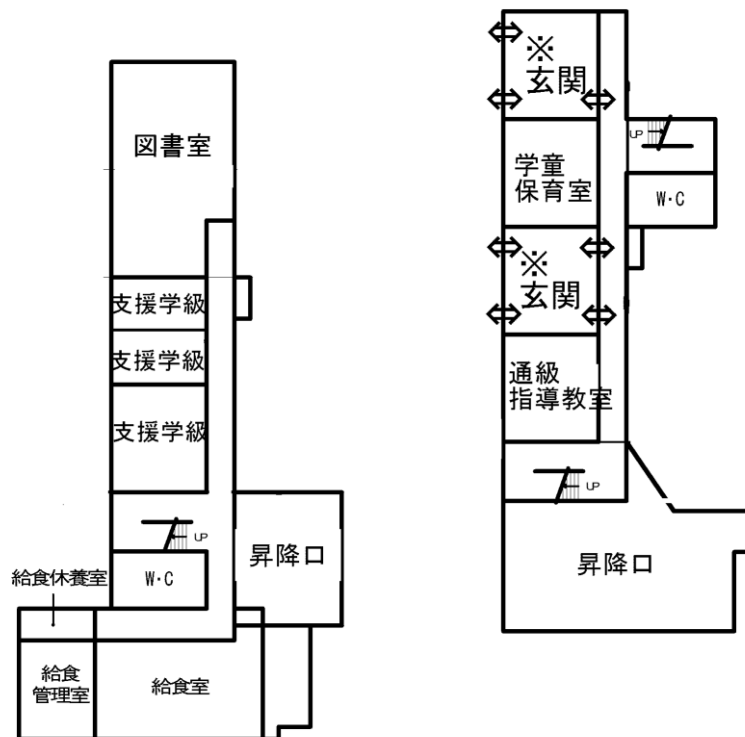 図書室
支援学級
支援学級
支援学級
UP
W・C
昇降口
給食休養室
給食
管理室
給食室
※
玄関
UP
学童
保育室
W・C
※
玄関
通級
指導教室
UP
昇降口